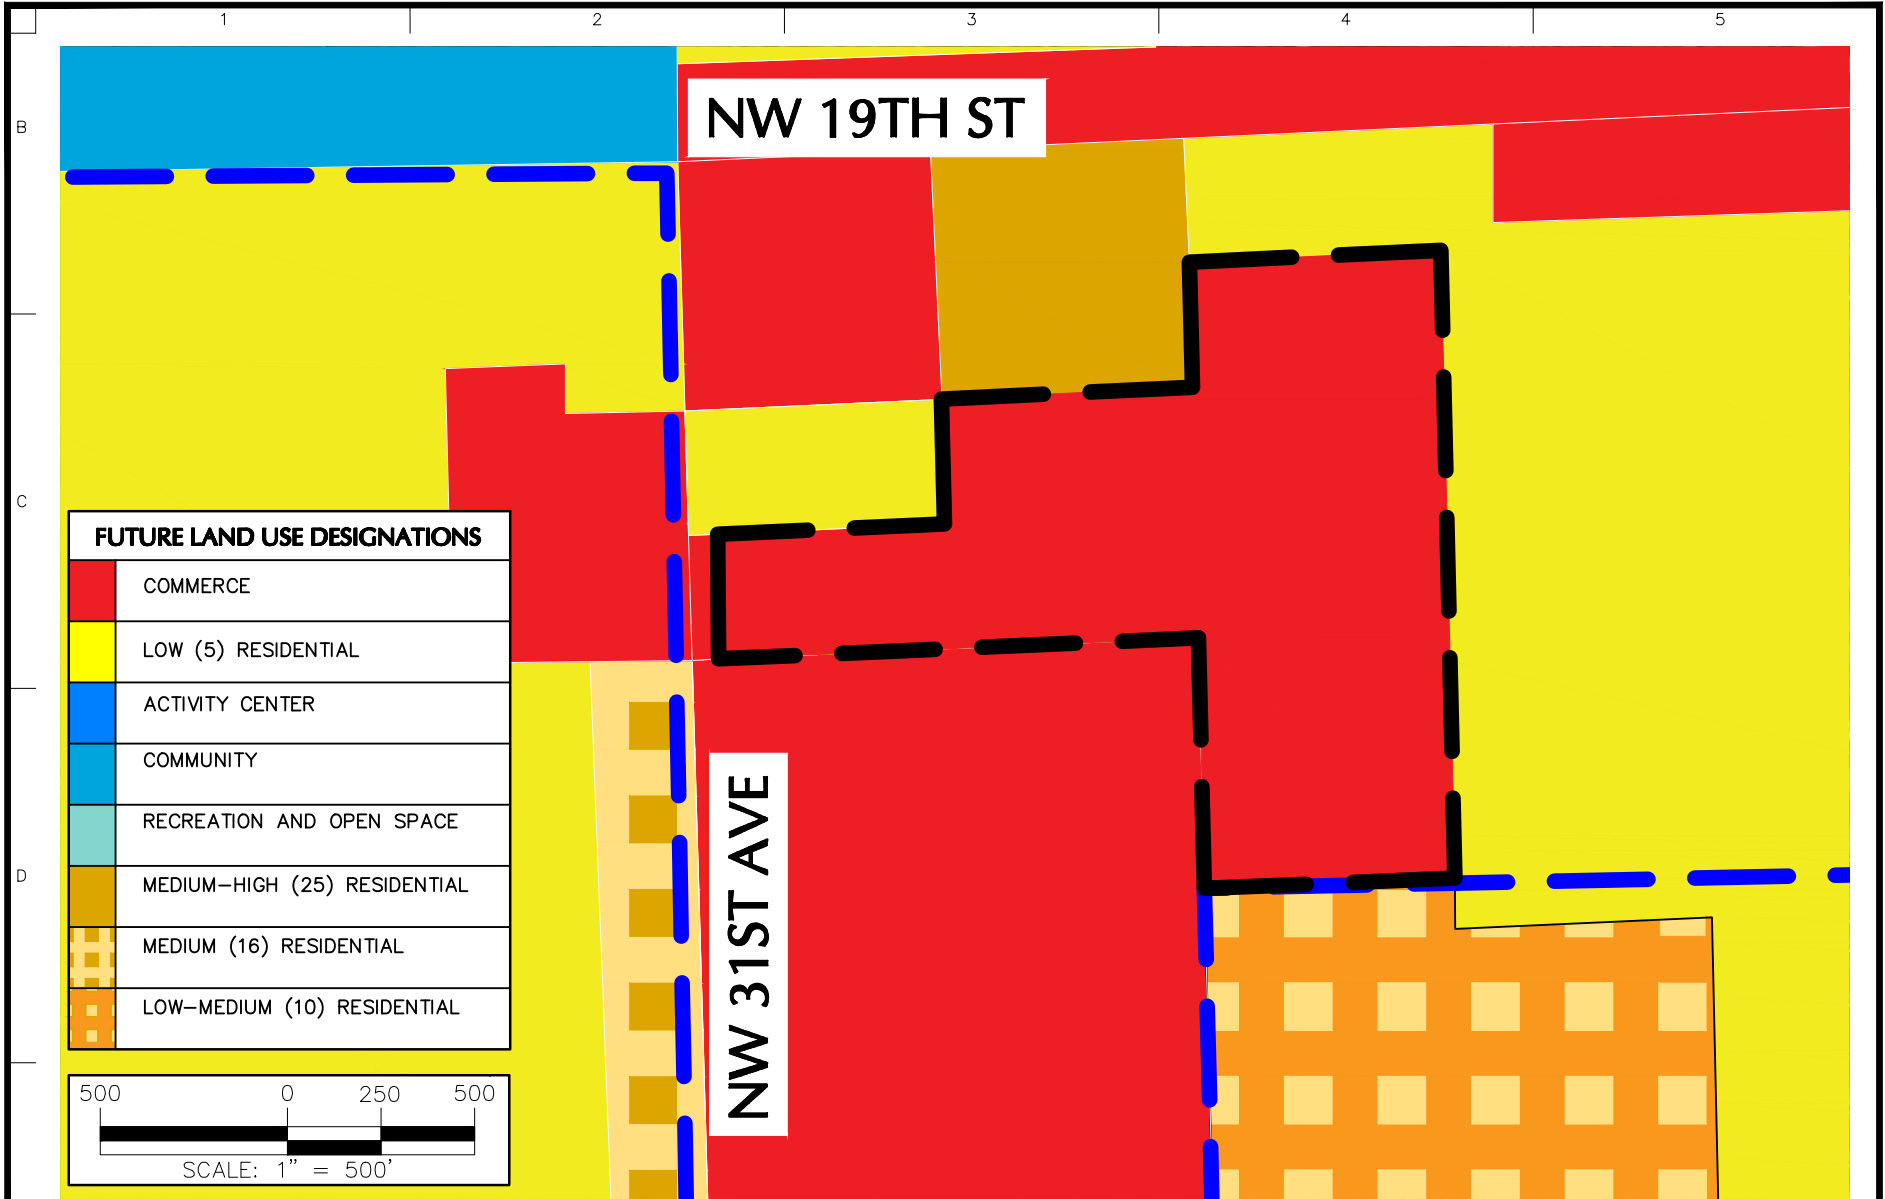 1 2 3 4 5
B
NW 19TH ST
C
FUTURE LAND USE DESIGNATIONS
COMMERCE
LOW (5) RESIDENTIAL
ACTIVITY CENTER
COMMUNITY
RECREATION AND OPEN SPACE
D
MEDIUM-HIGH (25) RESIDENTIAL
MEDIUM (16) RESIDENTIAL
LOW-MEDIUM (10) RESIDENTIAL
NW 31ST AVE
500 0 250 500
SCALE: 1" = 500'